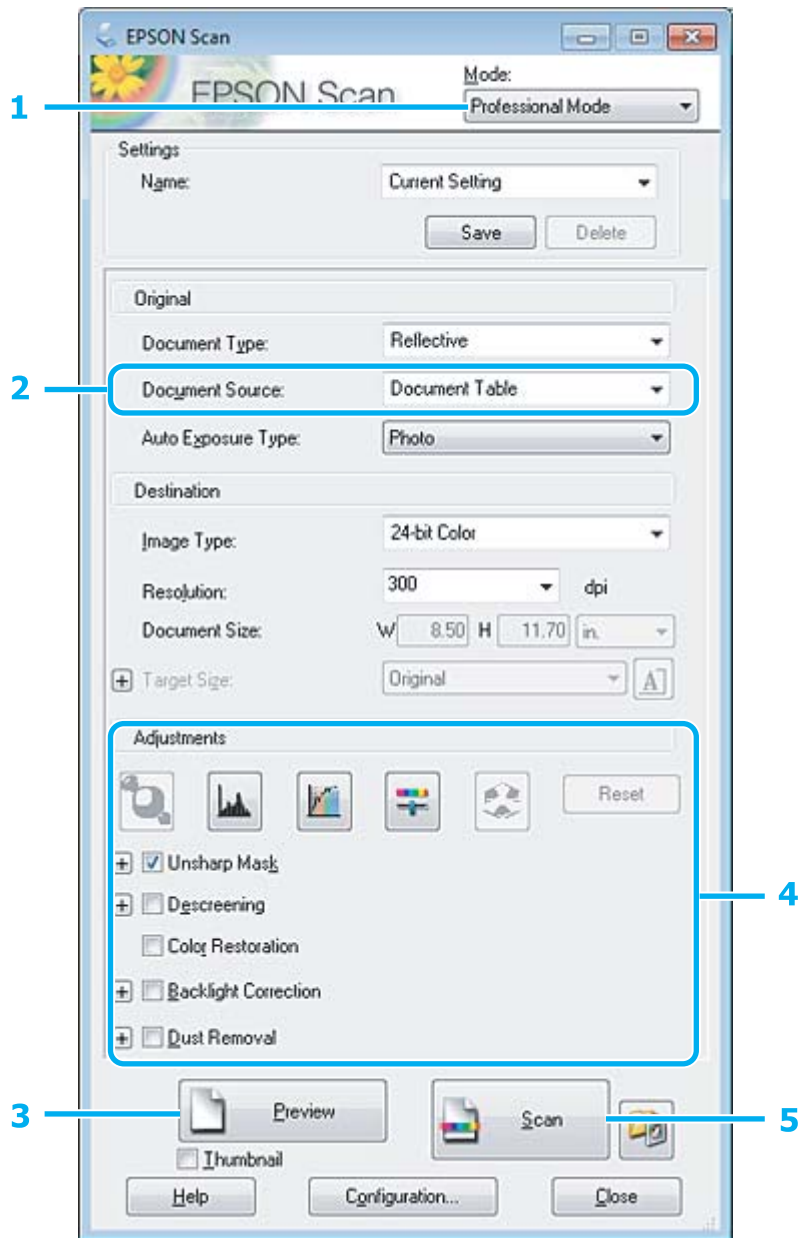 EPSON Scan
EPSON Scan
Mode:
1
Professional Mode
Settings
Name:
Current Setting
Save
Delete
Original
Document Type:
Reflective
2
Document Source:
Document Table
Auto Exposure Type:
Photo
Destination
Image Type:
24-bit Color
Resolution:
300
dpi
Document Size:
W
8.50
H
11.70
in.
Target Size:
Original
A
Adjustments
Reset
Unsharp Mask
4
Descreening
Color Restoration
Backlight Correction
Dust Removal
3
Preview
Scan
5
Thumbnail
Help
Configuration...
Close